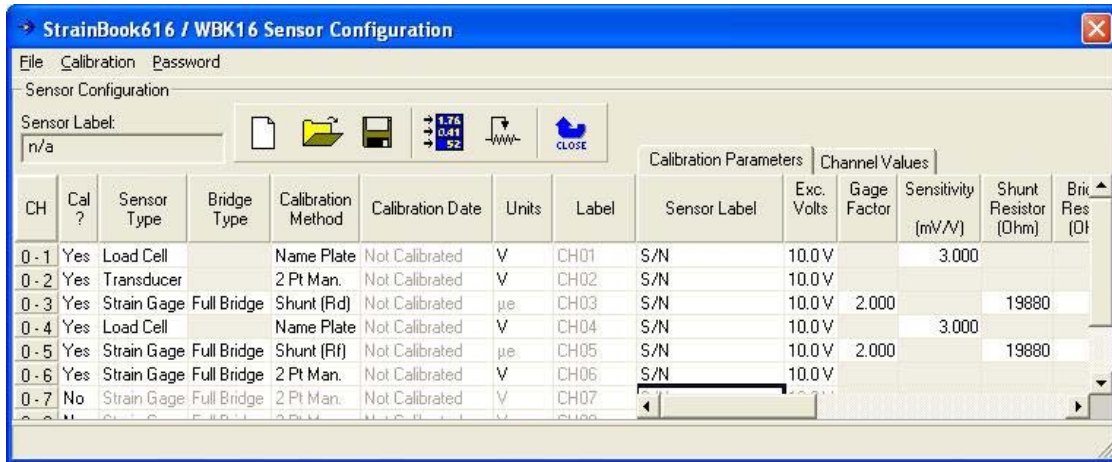 StrainBook616 / WBK16 Sensor Configuration
File Calibration Password
Sensor Configuration
Sensor Label:
n/a
1.76
0.41
52
CLOSE
Calibration Parameters Channel Values
CH Cal ? Sensor Type Bridge Type Calibration Method Calibration Date Units Label Sensor Label Exc. Volts Gage Factor Sensitivity (mV/V) Shunt Resistor (Ohm)
0 - 1 Yes Load Cell Name Plate Not Calibrated V CH01 S/N 10.0 V 3.000
0 - 2 Yes Transducer 2 Pt Man. Not Calibrated V CH02 S/N 10.0 V
0 - 3 Yes Strain Gage Full Bridge Shunt (Rd) Not Calibrated µe CH03 S/N 10.0 V 2.000 19880
0 - 4 Yes Load Cell Name Plate Not Calibrated V CH04 S/N 10.0 V 3.000
0 - 5 Yes Strain Gage Full Bridge Shunt (Rf) Not Calibrated µe CH05 S/N 10.0 V 2.000 19880
0 - 6 Yes Strain Gage Full Bridge 2 Pt Man. Not Calibrated V CH06 S/N 10.0 V
0 - 7 No Strain Gage Full Bridge 2 Pt Man. Not Calibrated V CH07